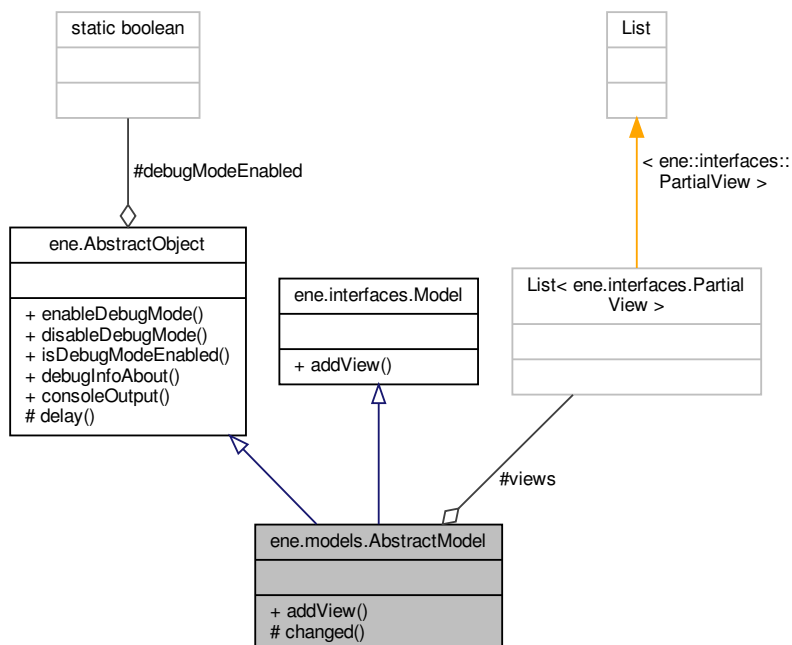 static boolean
List
#debugModeEnabled
< ene::interfaces::
PartialView >
ene.AbstractObject
+ enableDebugMode()
+ disableDebugMode()
+ isDebugModeEnabled()
+ debugInfoAbout()
+ consoleOutput()
# delay()
ene.interfaces.Model
+ addView()
List< ene.interfaces.Partial
View >
#views
ene.models.AbstractModel
+ addView()
# changed()